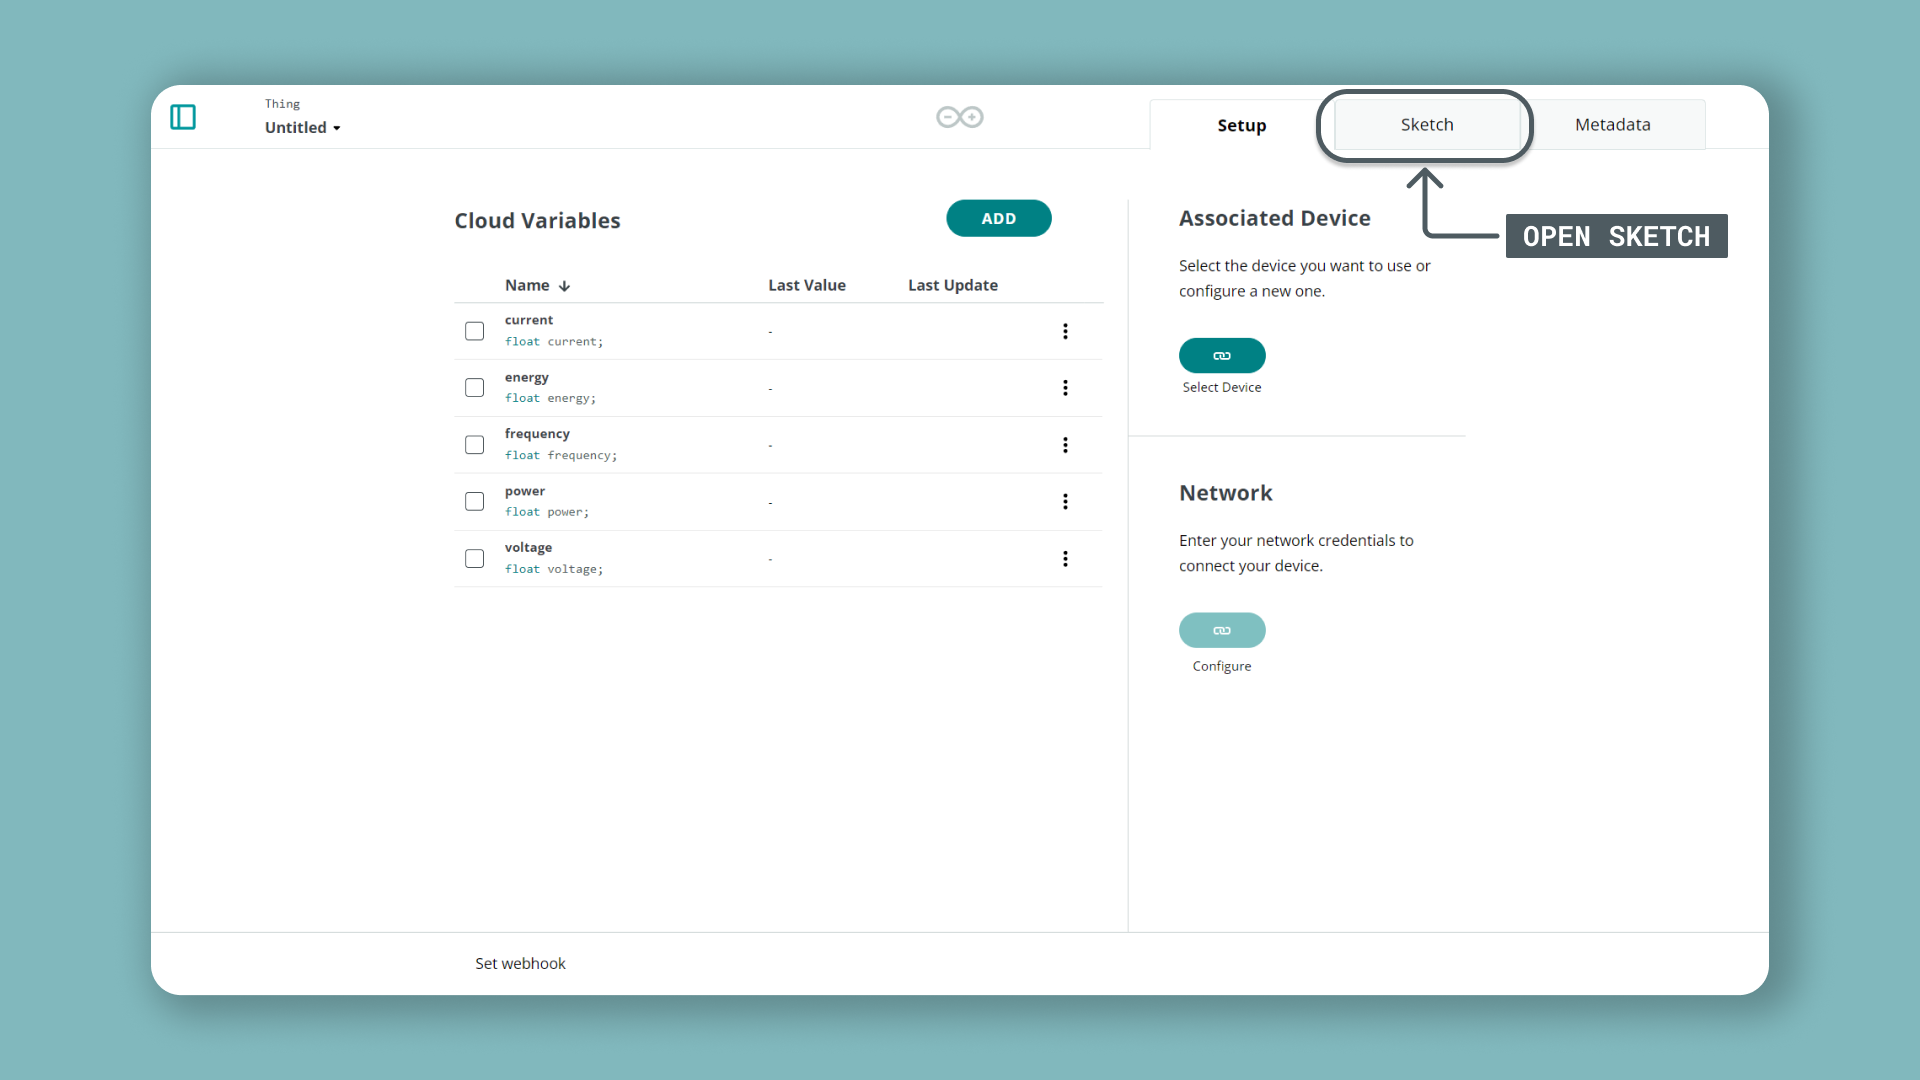 Thing
Untitled
Setup
Sketch
Metadata
OPEN SKETCH
Cloud Variables
ADD
Name Last Value Last Update
current
float current;
-
energy
float energy;
-
frequency
float frequency;
-
power
float power;
-
voltage
float voltage;
-
Associated Device
Select the device you want to use or
configure a new one.
Select Device
Network
Enter your network credentials to
connect your device.
Configure
Set webhook